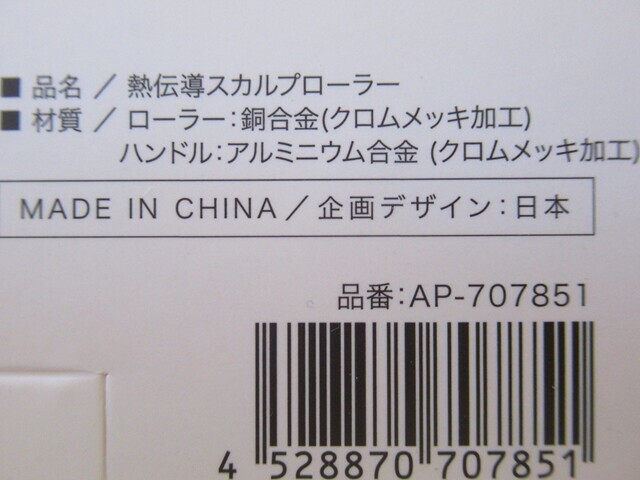 ■ 品名 / 熱伝導スカルプローラー
■ 材質 / ローラー:銅合金(クロムメッキ加工)
ハンドル:アルミニウム合金 (クロムメッキ加工)
MADE IN CHINA / 企画デザイン:日本
品番:AP-707851
4 528870 707851